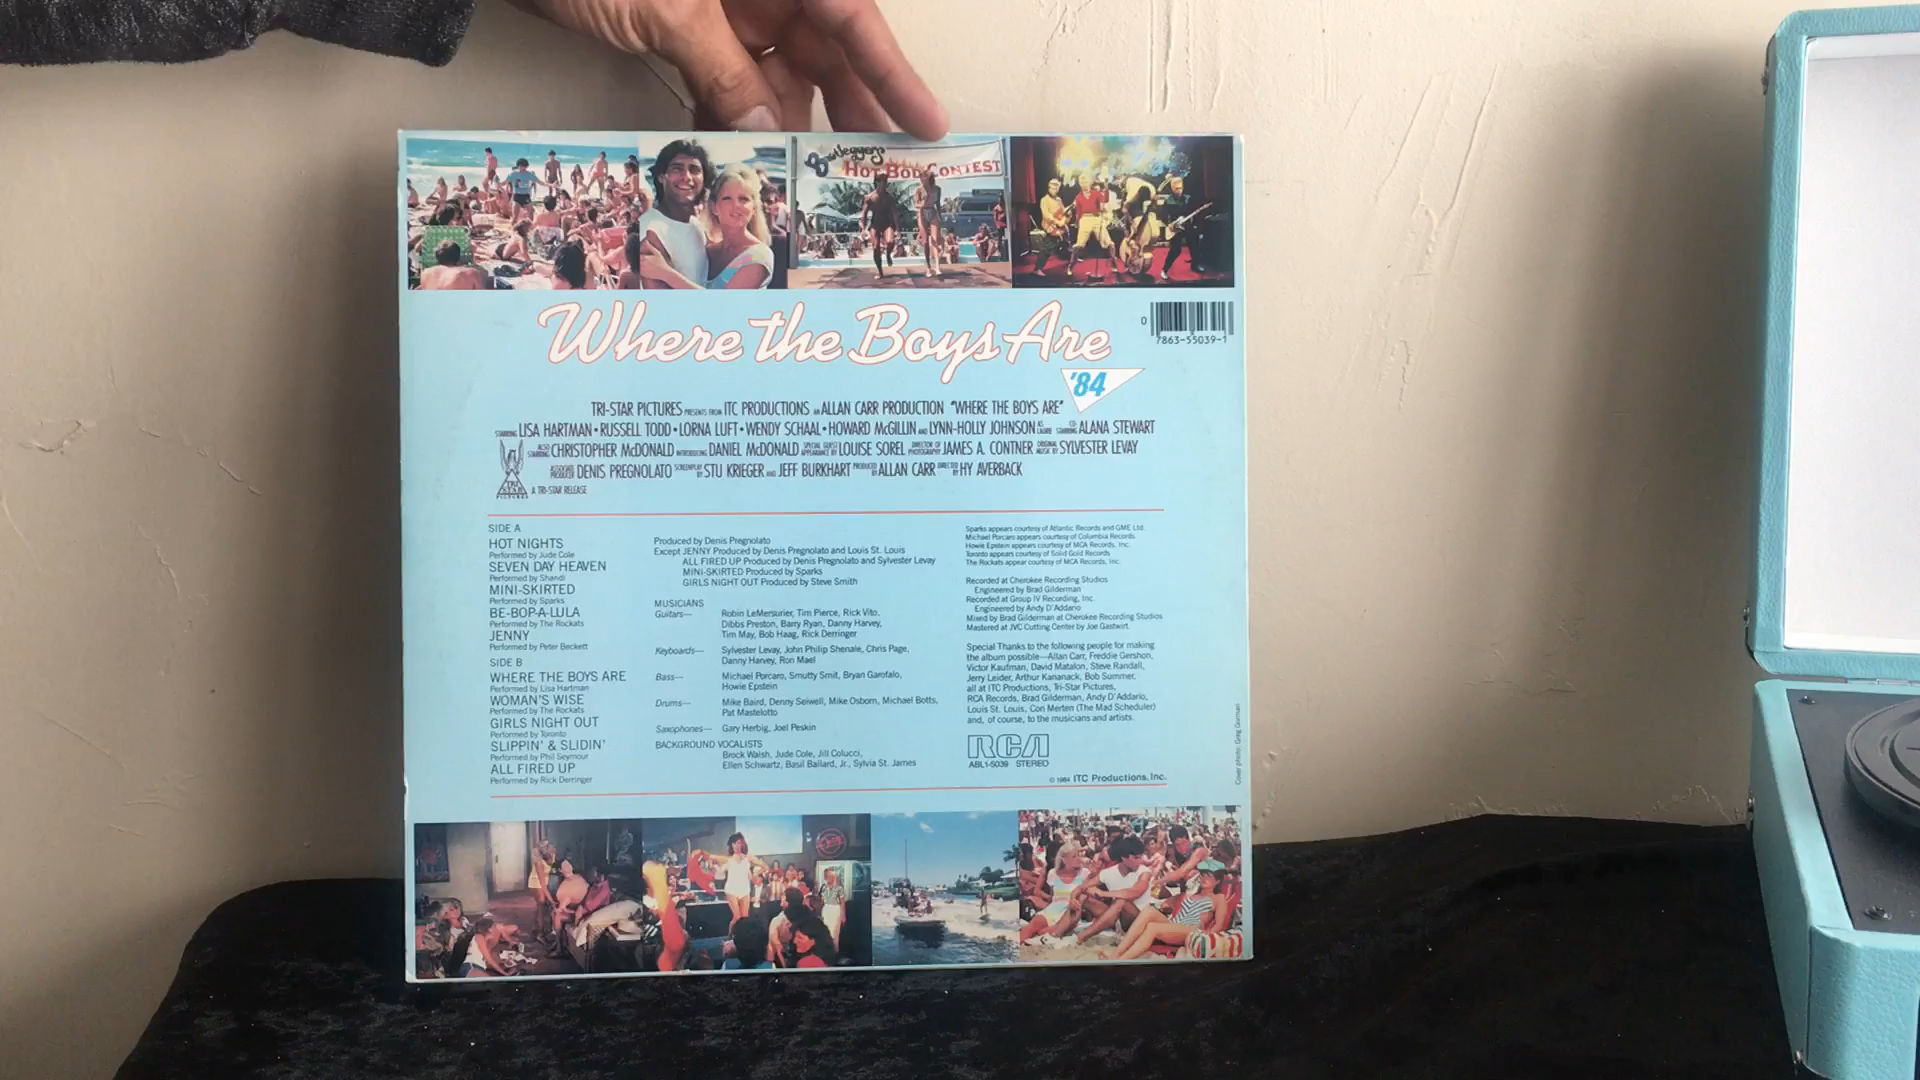 Bootleggers
HOT BOD CONTEST
Where the Boys Are
'84
0
7863-55039-1
TRI-STAR PICTURES PRESENTS FROM ITC PRODUCTIONS AN ALLAN CARR PRODUCTION "WHERE THE BOYS ARE"
STARRING LISA HARTMAN • RUSSELL TODD • LORNA LUFT • WENDY SCHAAL • HOWARD McGILLIN AND LYNN-HOLLY JOHNSON AS LAURIE CO-STARRING ALANA STEWART
ALSO STARRING CHRISTOPHER McDONALD INTRODUCING DANIEL McDONALD SPECIAL GUEST APPEARANCE BY LOUISE SOREL DIRECTOR OF PHOTOGRAPHY JAMES A. CONTNER ORIGINAL MUSIC BY SYLVESTER LEVAY
ASSOCIATE PRODUCER DENIS PREGNOLATO SCREENPLAY BY STU KRIEGER AND JEFF BURKHART PRODUCED BY ALLAN CARR DIRECTED BY HY AVERBACK
TRI STAR PICTURES
A TRI-STAR RELEASE
SIDE A
HOT NIGHTS
Performed by Jude Cole
SEVEN DAY HEAVEN
Performed by Shandi
MINI-SKIRTED
Performed by Sparks
BE-BOP-A-LULA
Performed by The Rockats
JENNY
Performed by Peter Beckett
SIDE B
WHERE THE BOYS ARE
Performed by Lisa Hartman
WOMAN'S WISE
Performed by The Rockats
GIRLS NIGHT OUT
Performed by Toronto
SLIPPIN' & SLIDIN'
Performed by Phil Seymour
ALL FIRED UP
Performed by Rick Derringer
Produced by Denis Pregnolato
Except JENNY Produced by Denis Pregnolato and Louis St. Louis
ALL FIRED UP Produced by Denis Pregnolato and Sylvester Levay
MINI-SKIRTED Produced by Sparks
GIRLS NIGHT OUT Produced by Steve Smith
MUSICIANS
Guitars— Robin LeMersurier, Tim Pierce, Rick Vito,
Dibbs Preston, Barry Ryan, Danny Harvey,
Tim May, Bob Haag, Rick Derringer
Keyboards— Sylvester Levay, John Philip Shenale, Chris Page,
Danny Harvey, Ron Mael
Bass— Michael Porcaro, Smutty Smit, Bryan Garofalo,
Howie Epstein
Drums— Mike Baird, Denny Seiwell, Mike Osborn, Michael Botts,
Pat Mastelotto
Saxophones— Gary Herbig, Joel Peskin
BACKGROUND VOCALISTS
Brock Walsh, Jude Cole, Jill Colucci,
Ellen Schwartz, Basil Ballard, Jr., Sylvia St. James
Sparks appears courtesy of Atlantic Records and GME Ltd.
Michael Porcaro appears courtesy of Columbia Records
Howie Epstein appears courtesy of MCA Records, Inc.
Toronto appears courtesy of Solid Gold Records
The Rockats appear courtesy of MCA Records, Inc.
Recorded at Cherokee Recording Studios
Engineered by Brad Gilderman
Recorded at Group IV Recording, Inc.
Engineered by Andy D'Addario
Mixed by Brad Gilderman at Cherokee Recording Studios
Mastered at JVC Cutting Center by Joe Gastwirt.
Special Thanks to the following people for making
the album possible—Allan Carr, Freddie Gershon,
Victor Kaufman, David Matalon, Steve Randall,
Jerry Leider, Arthur Kananack, Bob Summer,
all at ITC Productions, Tri-Star Pictures,
RCA Records, Brad Gilderman, Andy D'Addario,
Louis St. Louis, Cori Merten (The Mad Scheduler)
and, of course, to the musicians and artists.
RCA
ABL1-5039 STEREO
© 1984 ITC Productions, Inc.
Cover photo: Greg Gorman